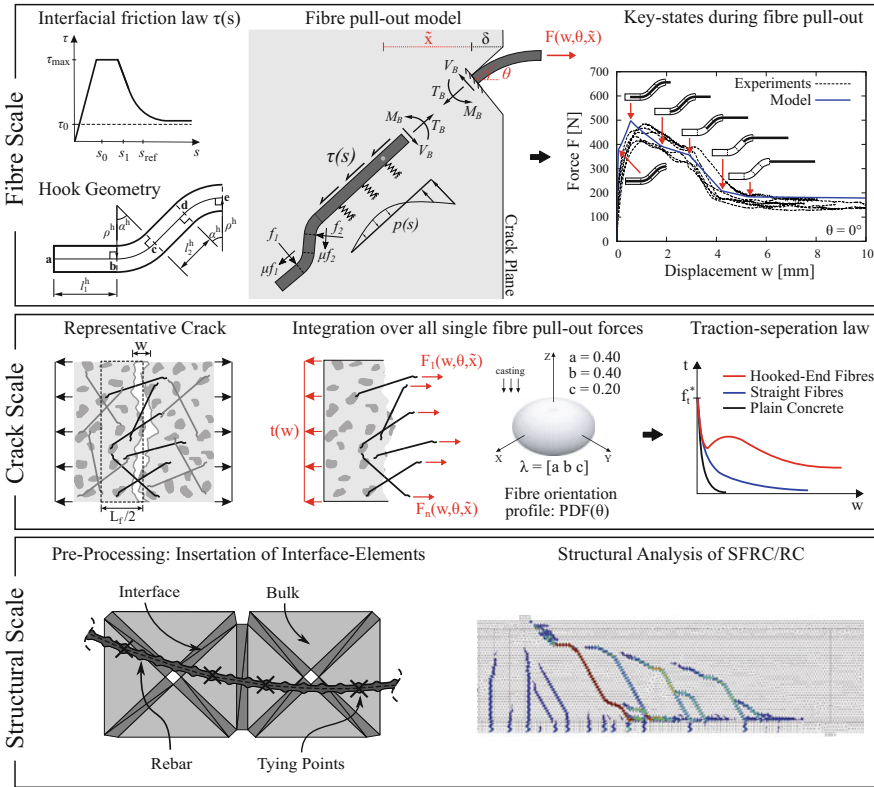 Fibre Scale
Interfacial friction law τ(s)
τ
τmax
τ0
s0 s1 sref s
Hook Geometry
a
b
c
d
e
ρʰ
αʰ
l₁ʰ
l₂ʰ
αʰ
ρʰ
Fibre pull-out model
x̃
δ
F(w,θ,x̃)
θ
VB
TB
MB
MB
TB
VB
τ(s)
p(s)
f1
μf1
f2
μf2
Crack Plane
Key-states during fibre pull-out
Force F [N]
700
600
500
400
300
200
100
0
Experiments
Model
θ = 0°
0 2 4 6 8 10
Displacement w [mm]
Crack Scale
Representative Crack
w
Lf/2
Integration over all single fibre pull-out forces
t(w)
F1(w,θ,x̃)
Fn(w,θ,x̃)
casting
Z
X
Y
a = 0.40
b = 0.40
c = 0.20
λ = [a b c]
Fibre orientation
profile: PDF(θ)
Traction-seperation law
t
ft*
Hooked-End Fibres
Straight Fibres
Plain Concrete
w
Structural Scale
Pre-Processing: Insertation of Interface-Elements
Interface
Bulk
Rebar
Tying Points
Structural Analysis of SFRC/RC